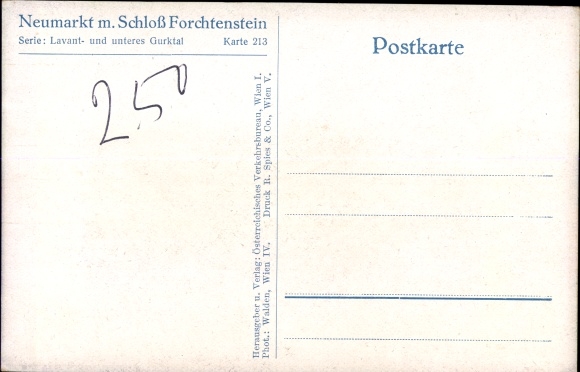 Neumarkt m. Schloß Forchtenstein
Serie: Lavant- und unteres Gurktal Karte 213
Postkarte
250
Herausgeber u. Verlag: Österreichisches Verkehrsbureau, Wien I.
Phot.: Walden, Wien IV. Druck R. Spies & Co., Wien V.